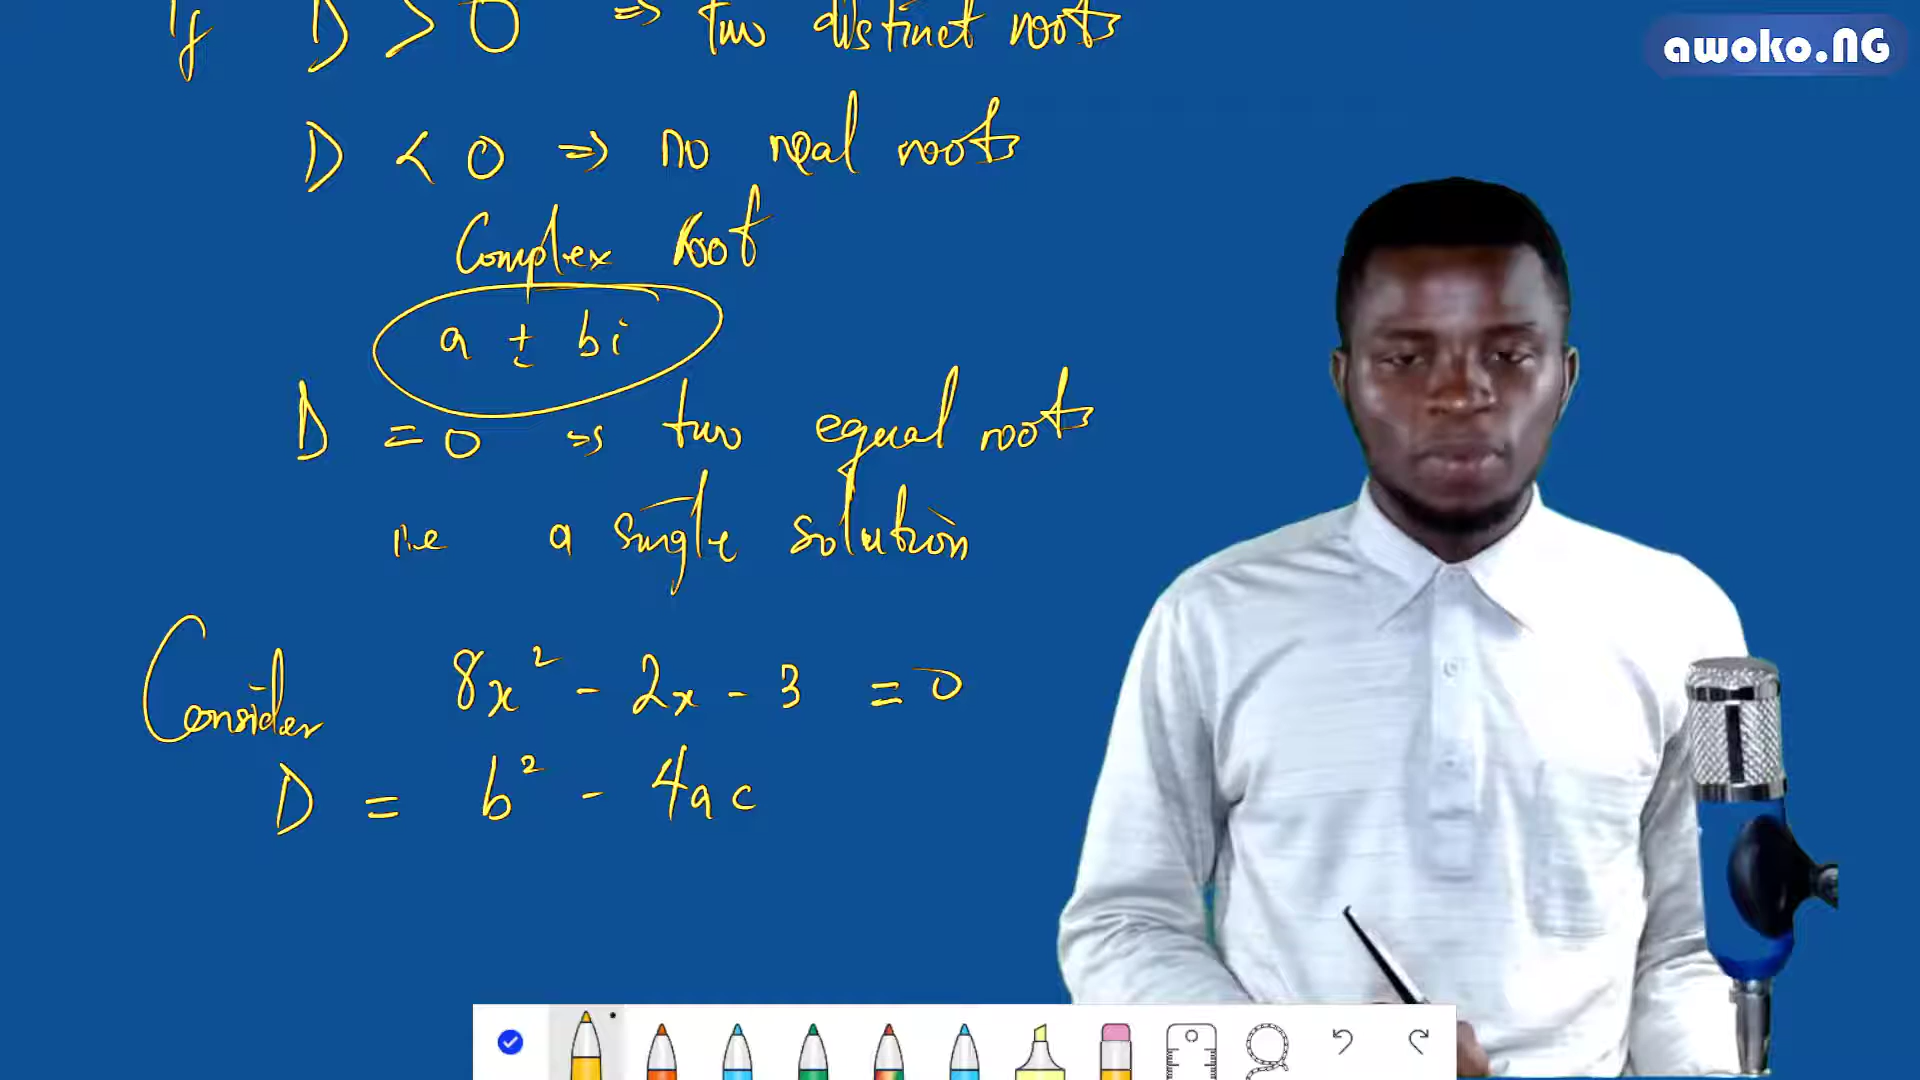 If D > 0 ⇒ two distinct roots
awoko.NG
D < 0 ⇒ no real roots
Complex root
a ± bi
D = 0 ⇒ two equal roots
i.e a single solution
Consider 8x² - 2x - 3 = 0
D = b² - 4ac